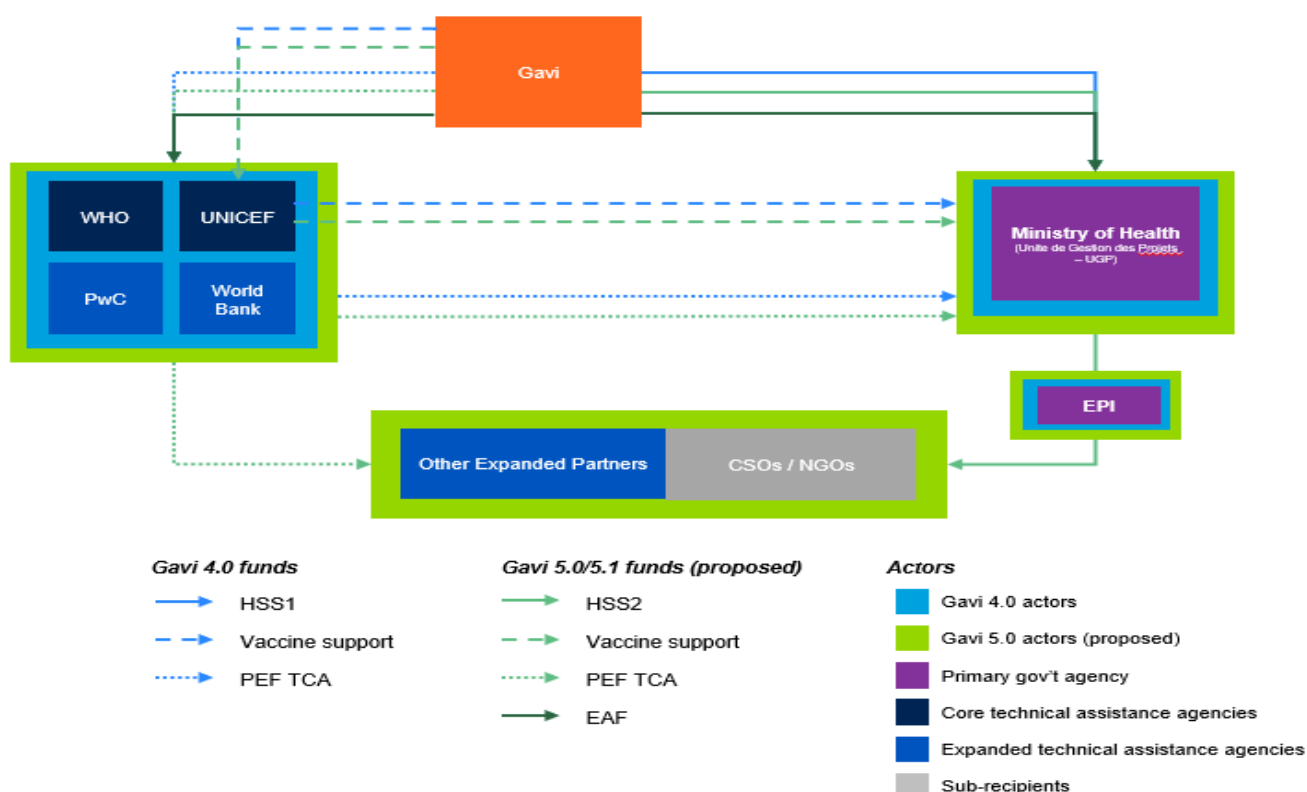 Gavi
WHO
UNICEF
PwC
World
Bank
Ministry of Health
(Unite de Gestion des Projets
– UGP)
EPI
Other Expanded Partners
CSOs / NGOs
Gavi 4.0 funds
HSS1
Vaccine support
PEF TCA
Gavi 5.0/5.1 funds (proposed)
HSS2
Vaccine support
PEF TCA
EAF
Actors
Gavi 4.0 actors
Gavi 5.0 actors (proposed)
Primary gov't agency
Core technical assistance agencies
Expanded technical assistance agencies
Sub-recipients